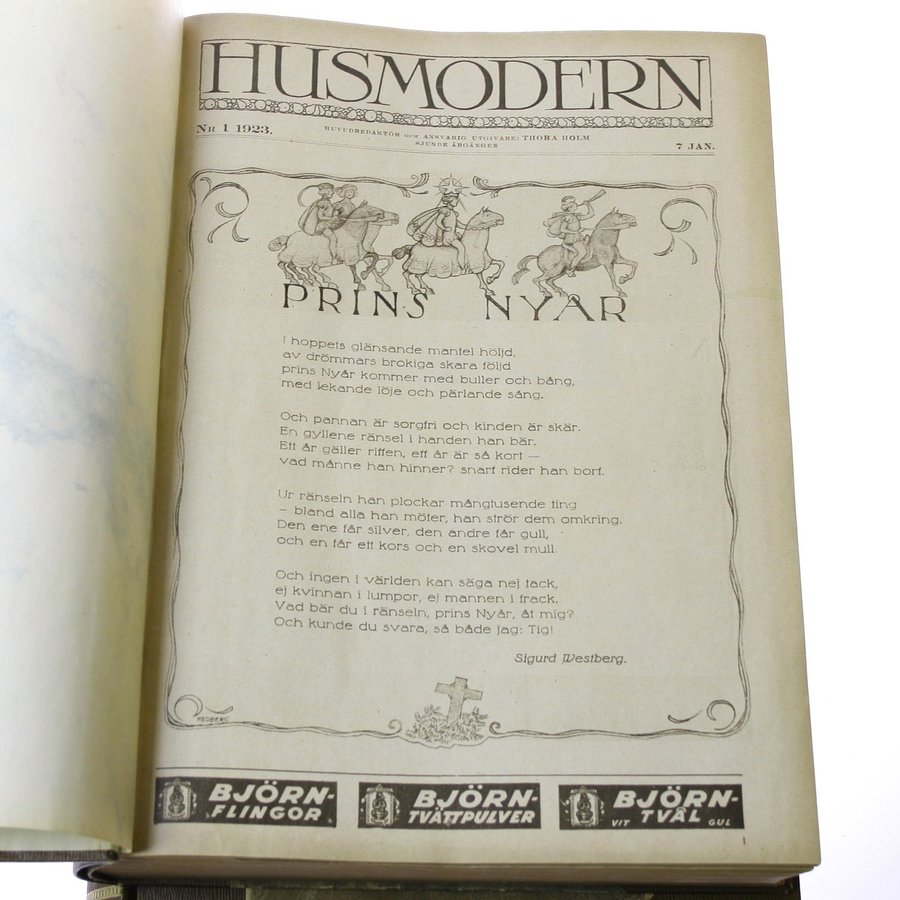 HUSMODERN
Nr 1 1923.
HUVUDREDAKTÖR OCH ANSVARIG UTGIVARE: THORA HOLM
SJUNDE ÅRGÅNGEN
7 JAN.
PRINS NYÅR
I hoppets glänsande mantel höljd,
av drömmars brokiga skara följd
prins Nyår kommer med buller och bång,
med lekande löje och pärlande sång.
Och pannan är sorgfri och kinden är skär.
En gyllene ränsel i handen han bär.
Ett år gäller ritten, ett år är så kort —
vad månne han hinner? snart rider han bort.
Ur ränseln han plockar mångtusende ting
– bland alla han möter, han strör dem omkring.
Den ene får silver, den andre får gull,
och en får ett kors och en skovel mull.
Och ingen i världen kan säga nej tack,
ej kvinnan i lumpor, ej mannen i frack.
Vad bär du i ränseln, prins Nyår, åt mig?
Och kunde du svara, så både jag: Tig!
Sigurd Westberg.
HEDBERG
BJÖRN-
FLINGOR
BJÖRN-
TVÄTTPULVER
BJÖRN-
VIT TVÅL GUL
1